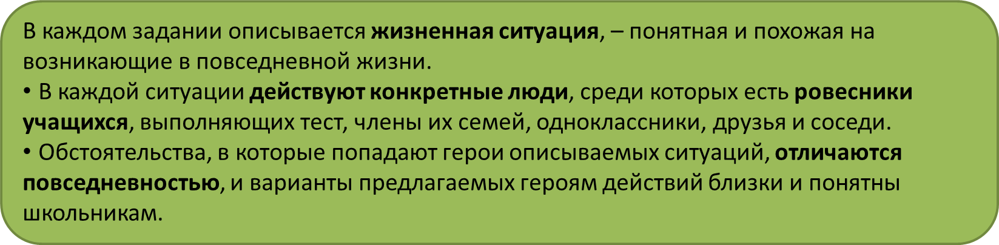 В каждом задании описывается жизненная ситуация, – понятная и похожая на
возникающие в повседневной жизни.
• В каждой ситуации действуют конкретные люди, среди которых есть ровесники
учащихся, выполняющих тест, члены их семей, одноклассники, друзья и соседи.
• Обстоятельства, в которые попадают герои описываемых ситуаций, отличаются
повседневностью, и варианты предлагаемых героям действий близки и понятны
школьникам.